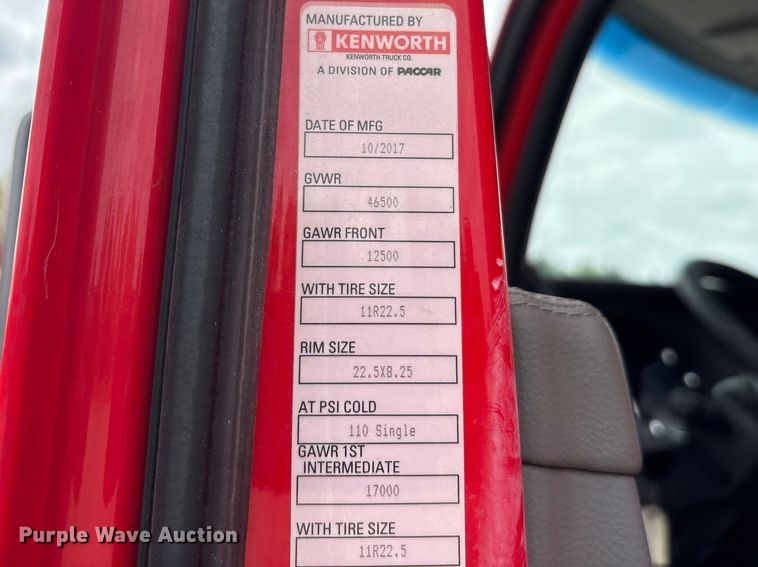 MANUFACTURED BY
KENWORTH
KENWORTH TRUCK CO.
A DIVISION OF PACCAR
DATE OF MFG
10/2017
GVWR
46500
GAWR FRONT
12500
WITH TIRE SIZE
11R22.5
RIM SIZE
22.5X8.25
AT PSI COLD
110 Single
GAWR 1ST
INTERMEDIATE
17000
WITH TIRE SIZE
11R22.5
Purple Wave Auction